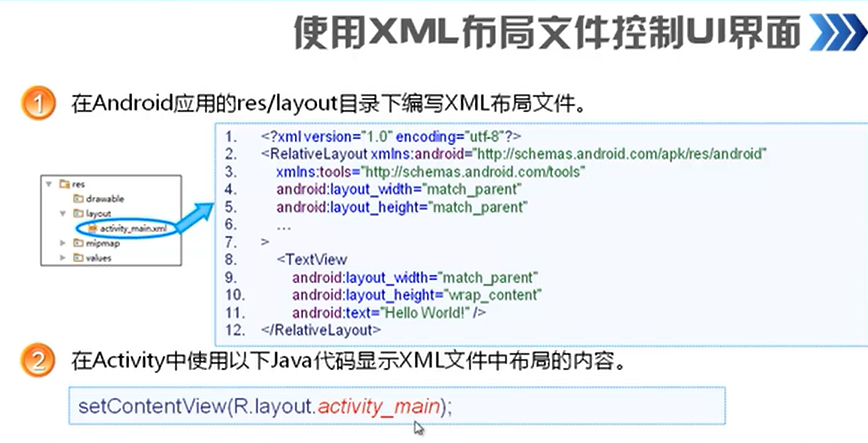 使用XML布局文件控制UI界面
1 在Android应用的res/layout目录下编写XML布局文件。
res
drawable
layout
activity_main.xml
mipmap
values
1. <?xml version="1.0" encoding="utf-8"?>
2. <RelativeLayout xmlns:android="http://schemas.android.com/apk/res/android"
3. xmlns:tools="http://schemas.android.com/tools"
4. android:layout_width="match_parent"
5. android:layout_height="match_parent"
6. …
7. >
8. <TextView
9. android:layout_width="match_parent"
10. android:layout_height="wrap_content"
11. android:text="Hello World!" />
12. </RelativeLayout>
2 在Activity中使用以下Java代码显示XML文件中布局的内容。
setContentView(R.layout.activity_main);